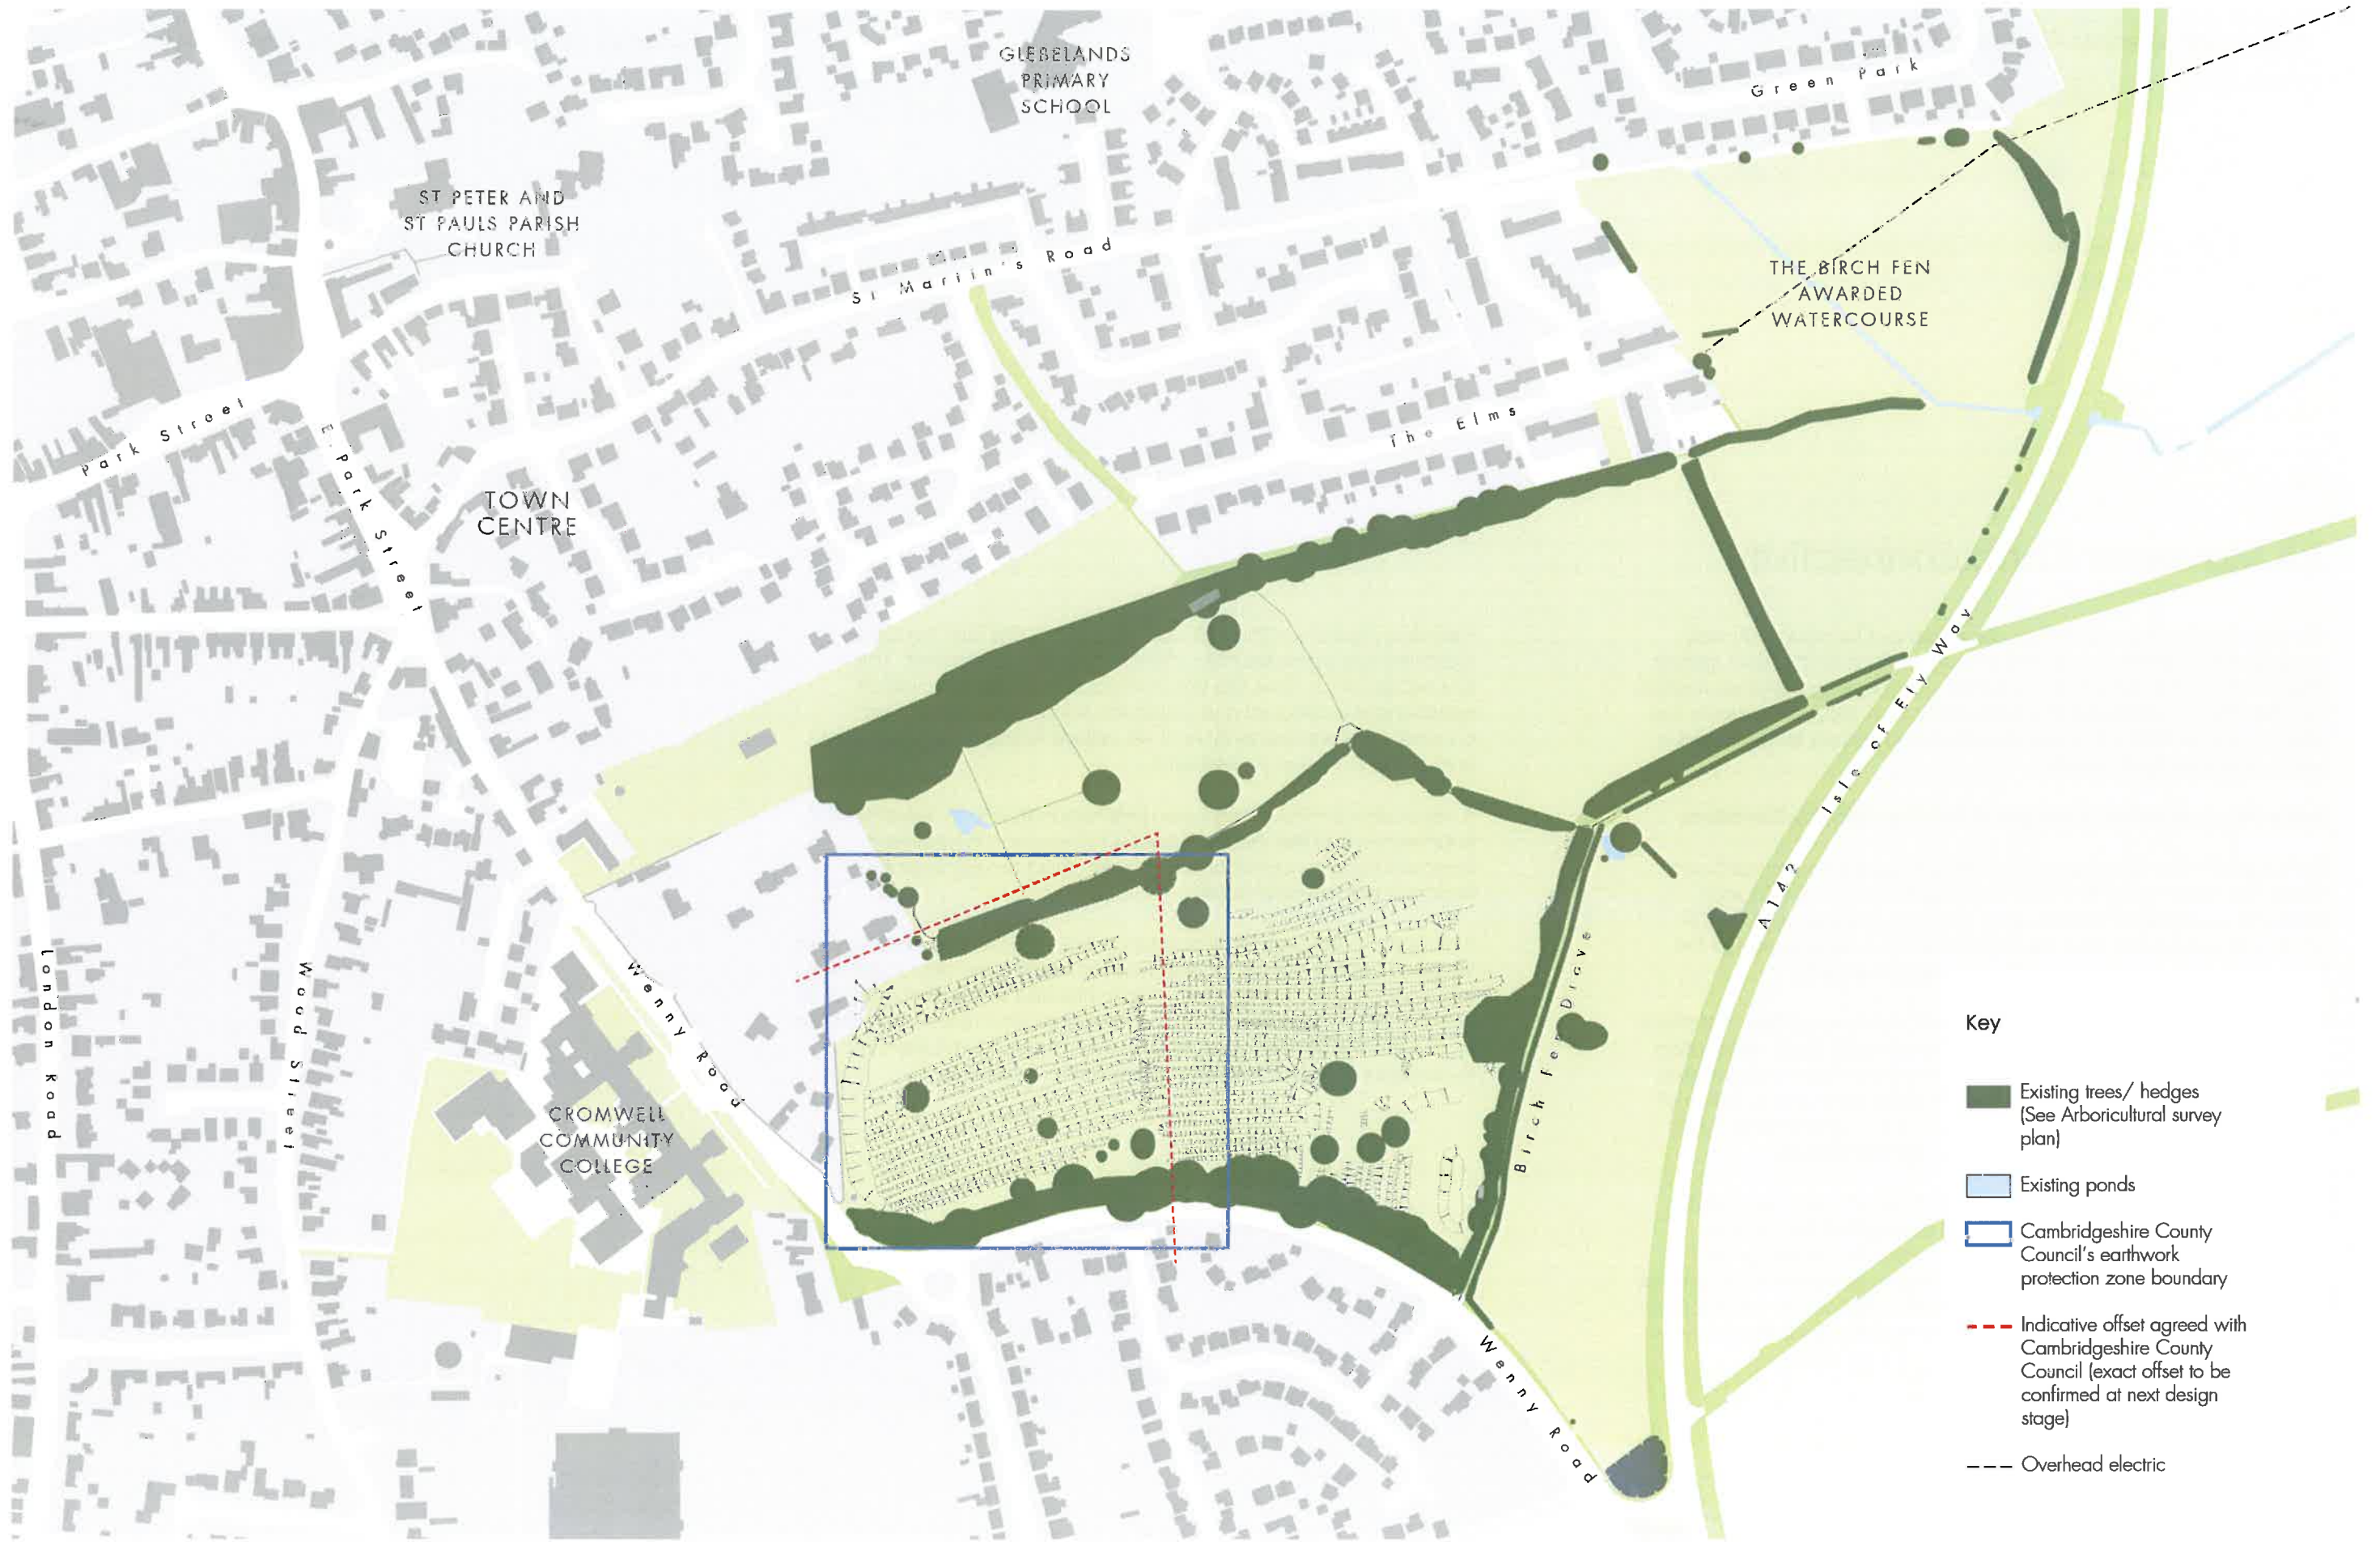 GLEBELANDS
PRIMARY
SCHOOL
Green Park
ST PETER AND
ST PAULS PARISH
CHURCH
St Martin's Road
THE BIRCH FEN
AWARDED
WATERCOURSE
Park Street
E. Park Street
The Elms
TOWN
CENTRE
Isle of Ely Way
A142
Birch Fen Drove
London Road
Wood Street
Wenny Road
CROMWELL
COMMUNITY
COLLEGE
Wenny Road
Key
Existing trees/ hedges
(See Arboricultural survey
plan)
Existing ponds
Cambridgeshire County
Council's earthwork
protection zone boundary
Indicative offset agreed with
Cambridgeshire County
Council (exact offset to be
confirmed at next design
stage)
Overhead electric